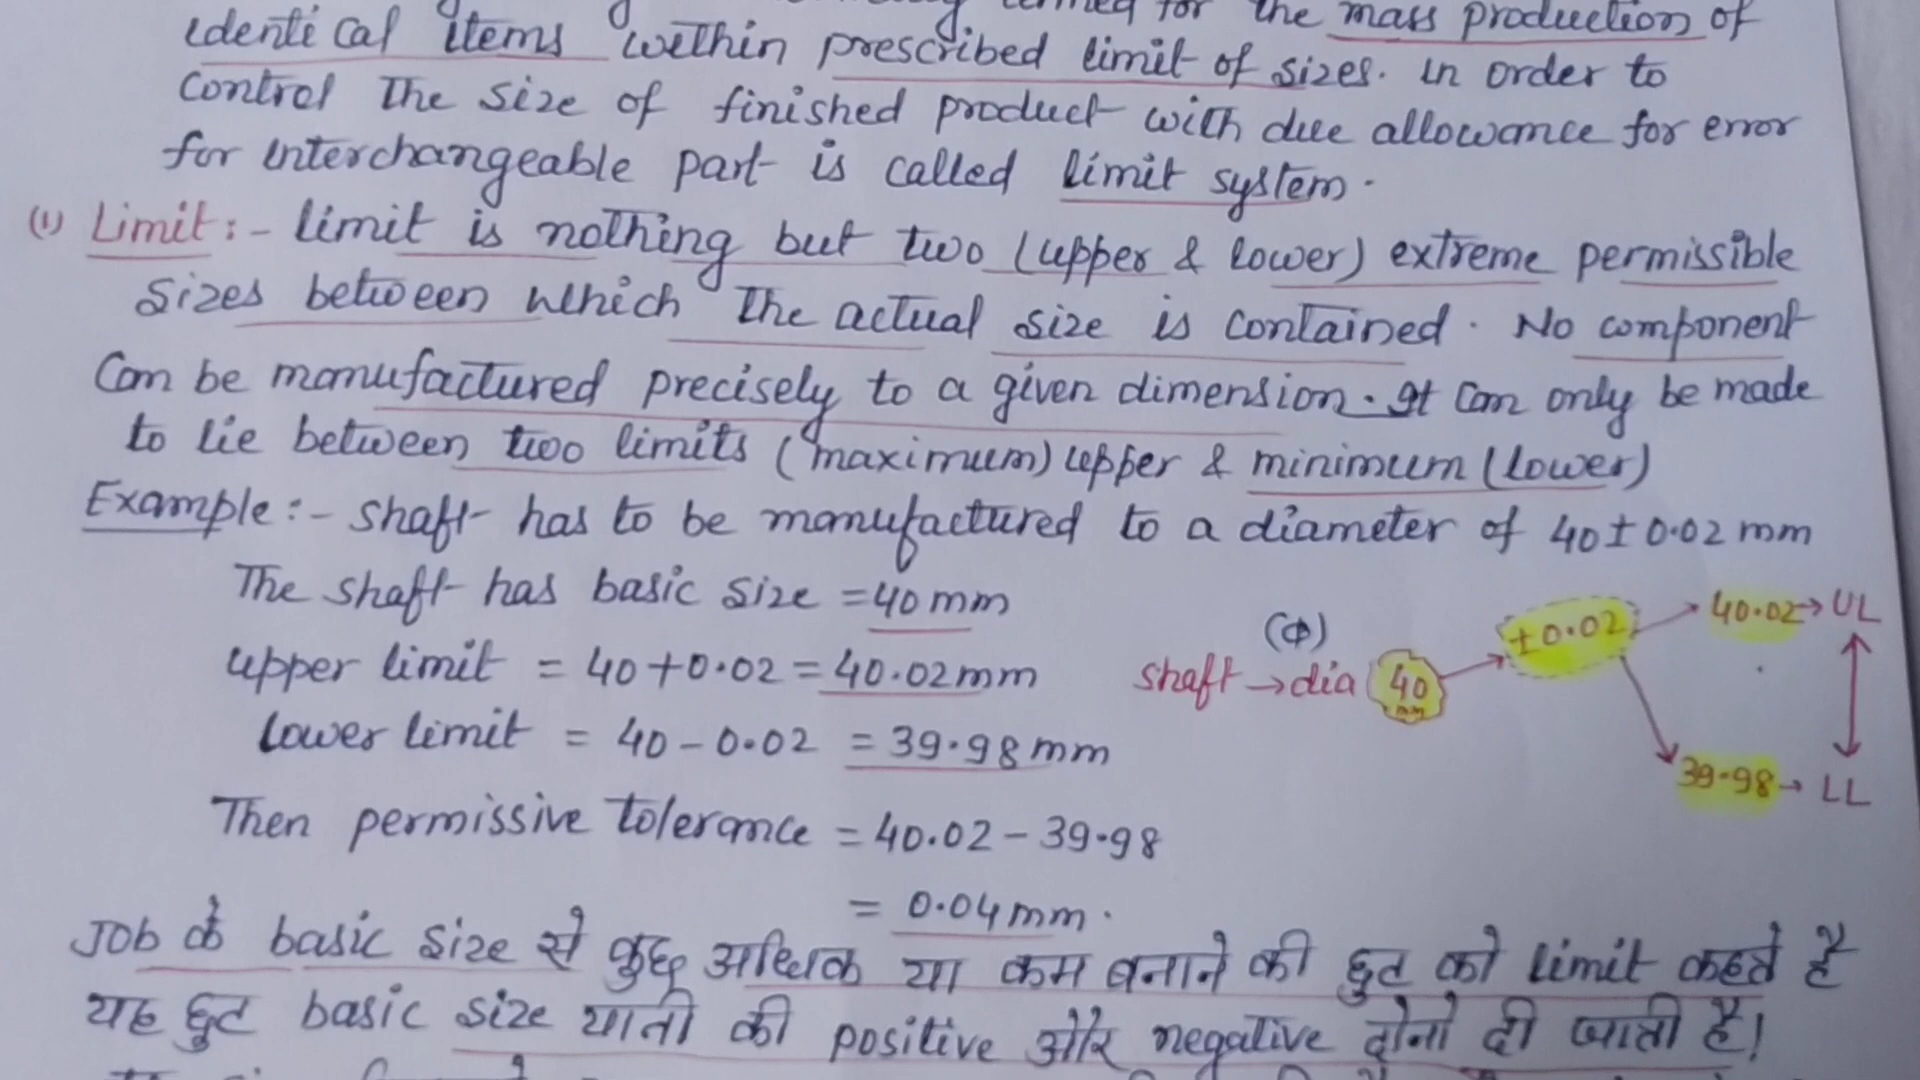 termed for the mass production of
identical items within prescribed limit of sizes. in order to
Control The size of finished product with due allowance for error
for interchangeable part is called limit system.
(1) Limit :- limit is nothing but two (upper & lower) extreme permissible
sizes between which The actual size is contained. No component
Can be manufactured precisely to a given dimension. It can only be made
to lie between two limits (maximum) upper & minimum (lower)
Example :- shaft has to be manufactured to a diameter of 40 ± 0.02 mm
The shaft has basic size = 40 mm
upper limit = 40 + 0.02 = 40.02 mm
lower limit = 40 - 0.02 = 39.98 mm
Then permissive tolerance = 40.02 - 39.98
= 0.04 mm.
(Φ)
shaft → dia 40 mm
± 0.02
40.02 → UL
39.98 → LL
Job के basic size से कुछ अधिक या कम बनाने की छुट को limit कहते है
यह छुट basic size यानी की positive और negative दोनो दी जाती है।